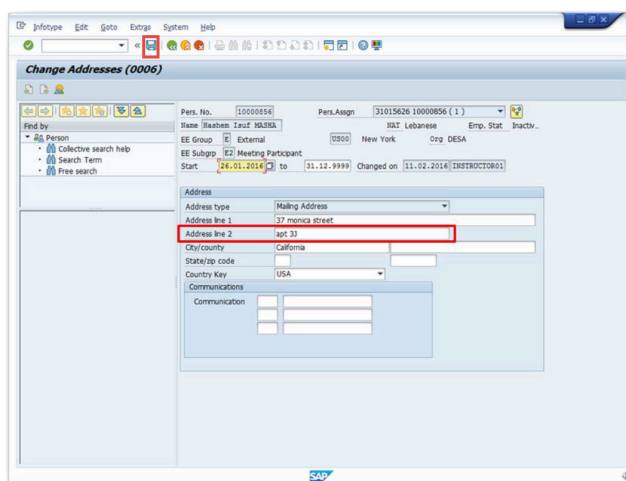 Infotype Edit Goto Extras System Help
Change Addresses (0006)
Find by
Person
Collective search help
Search Term
Free search
Pers. No. 10000856 Pers.Assgn 31015626 10000856 ( 1 )
Name Hashem Isuf MASHA NAT Lebanese Emp. Stat Inactiv..
EE Group E External US00 New York Org DESA
EE Subgrp E2 Meeting Participant
Start 26.01.2016 to 31.12.9999 Changed on 11.02.2016 INSTRUCTOR01
Address
Address type Mailing Address
Address line 1 37 monica street
Address line 2 apt 3J
City/county California
State/zip code
Country Key USA
Communications
Communication
SAP